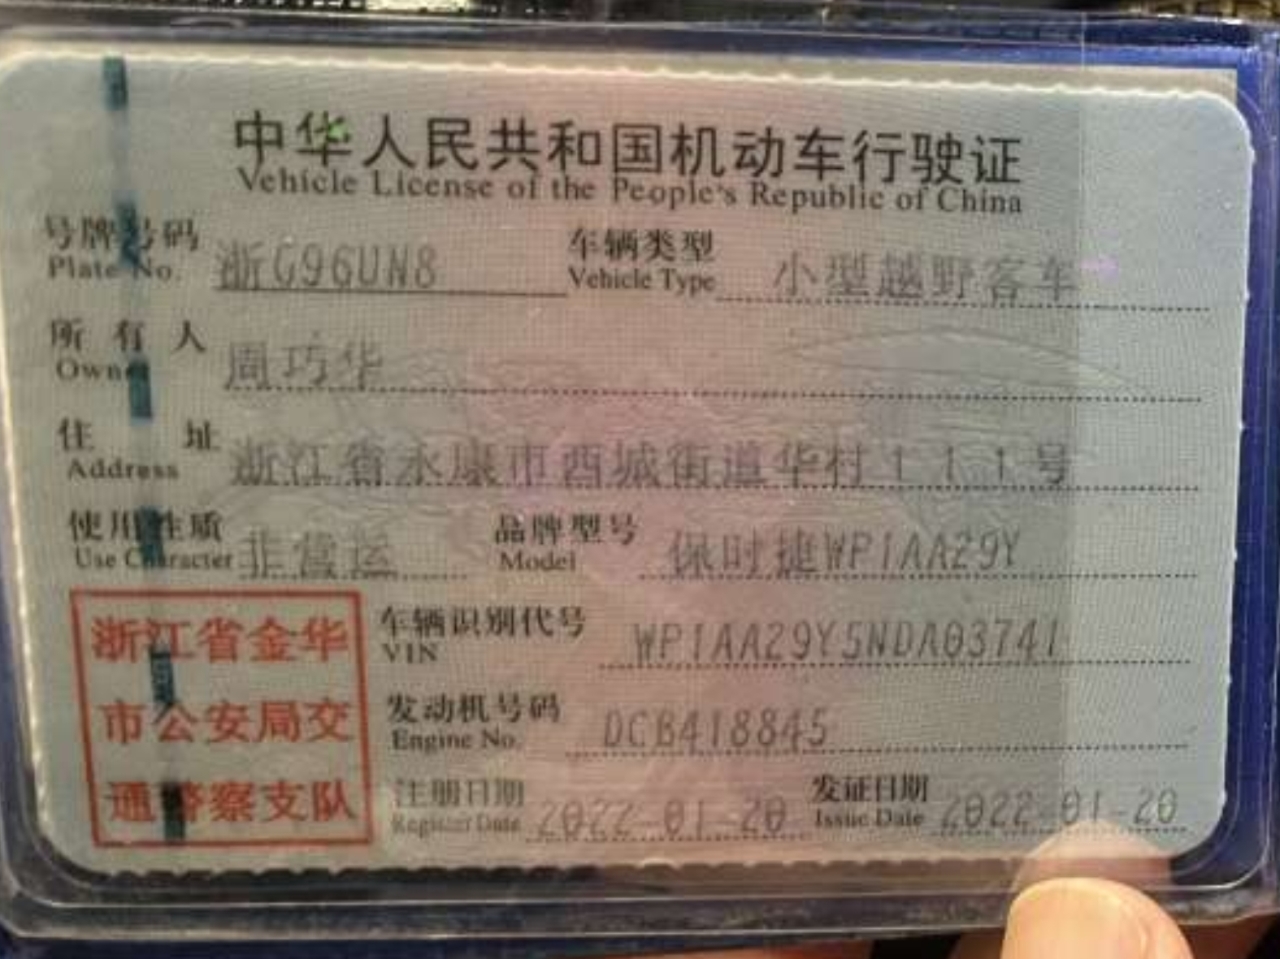 中华人民共和国机动车行驶证
Vehicle License of the People's Republic of China
号牌号码 浙G96UN8 车辆类型 小型越野客车
Plate No. Vehicle Type
所有人 周巧华
Owner
住址 浙江省永康市西城街道华村111号
Address
使用性质 非营运 品牌型号 保时捷WP1AA29Y
Use Character Model
浙江省金华
市公安局交
通警察支队
车辆识别代号 WP1AA29Y5NDA03741
VIN
发动机号码 DCB418845
Engine No.
注册日期 2022-01-20 发证日期 2022-01-20
Register Date Issue Date